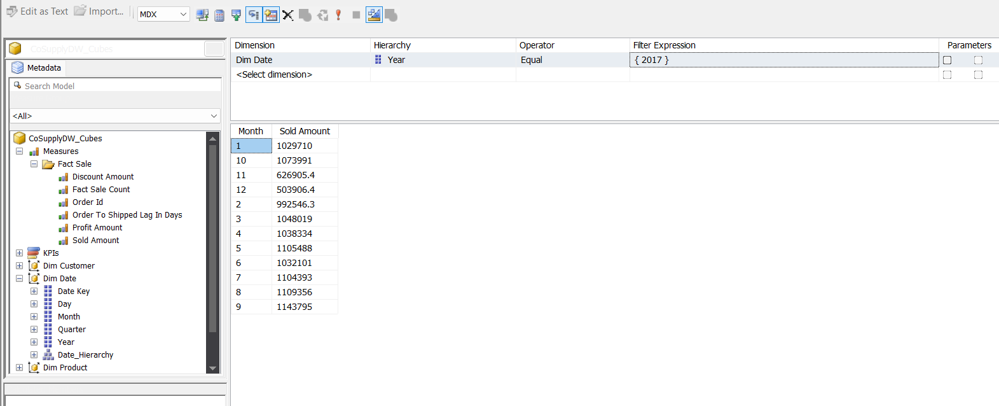 Edit as Text Import... MDX
CoSupplyDW_Cubes
Metadata
Search Model
<All>
CoSupplyDW_Cubes
Measures
Fact Sale
Discount Amount
Fact Sale Count
Order Id
Order To Shipped Lag In Days
Profit Amount
Sold Amount
KPIs
Dim Customer
Dim Date
Date Key
Day
Month
Quarter
Year
Date_Hierarchy
Dim Product
Dimension Hierarchy Operator Filter Expression Parameters
Dim Date Year Equal { 2017 }
<Select dimension>
Month Sold Amount
1 1029710
10 1073991
11 626905.4
12 503906.4
2 992546.3
3 1048019
4 1038334
5 1105488
6 1032101
7 1104393
8 1109356
9 1143795